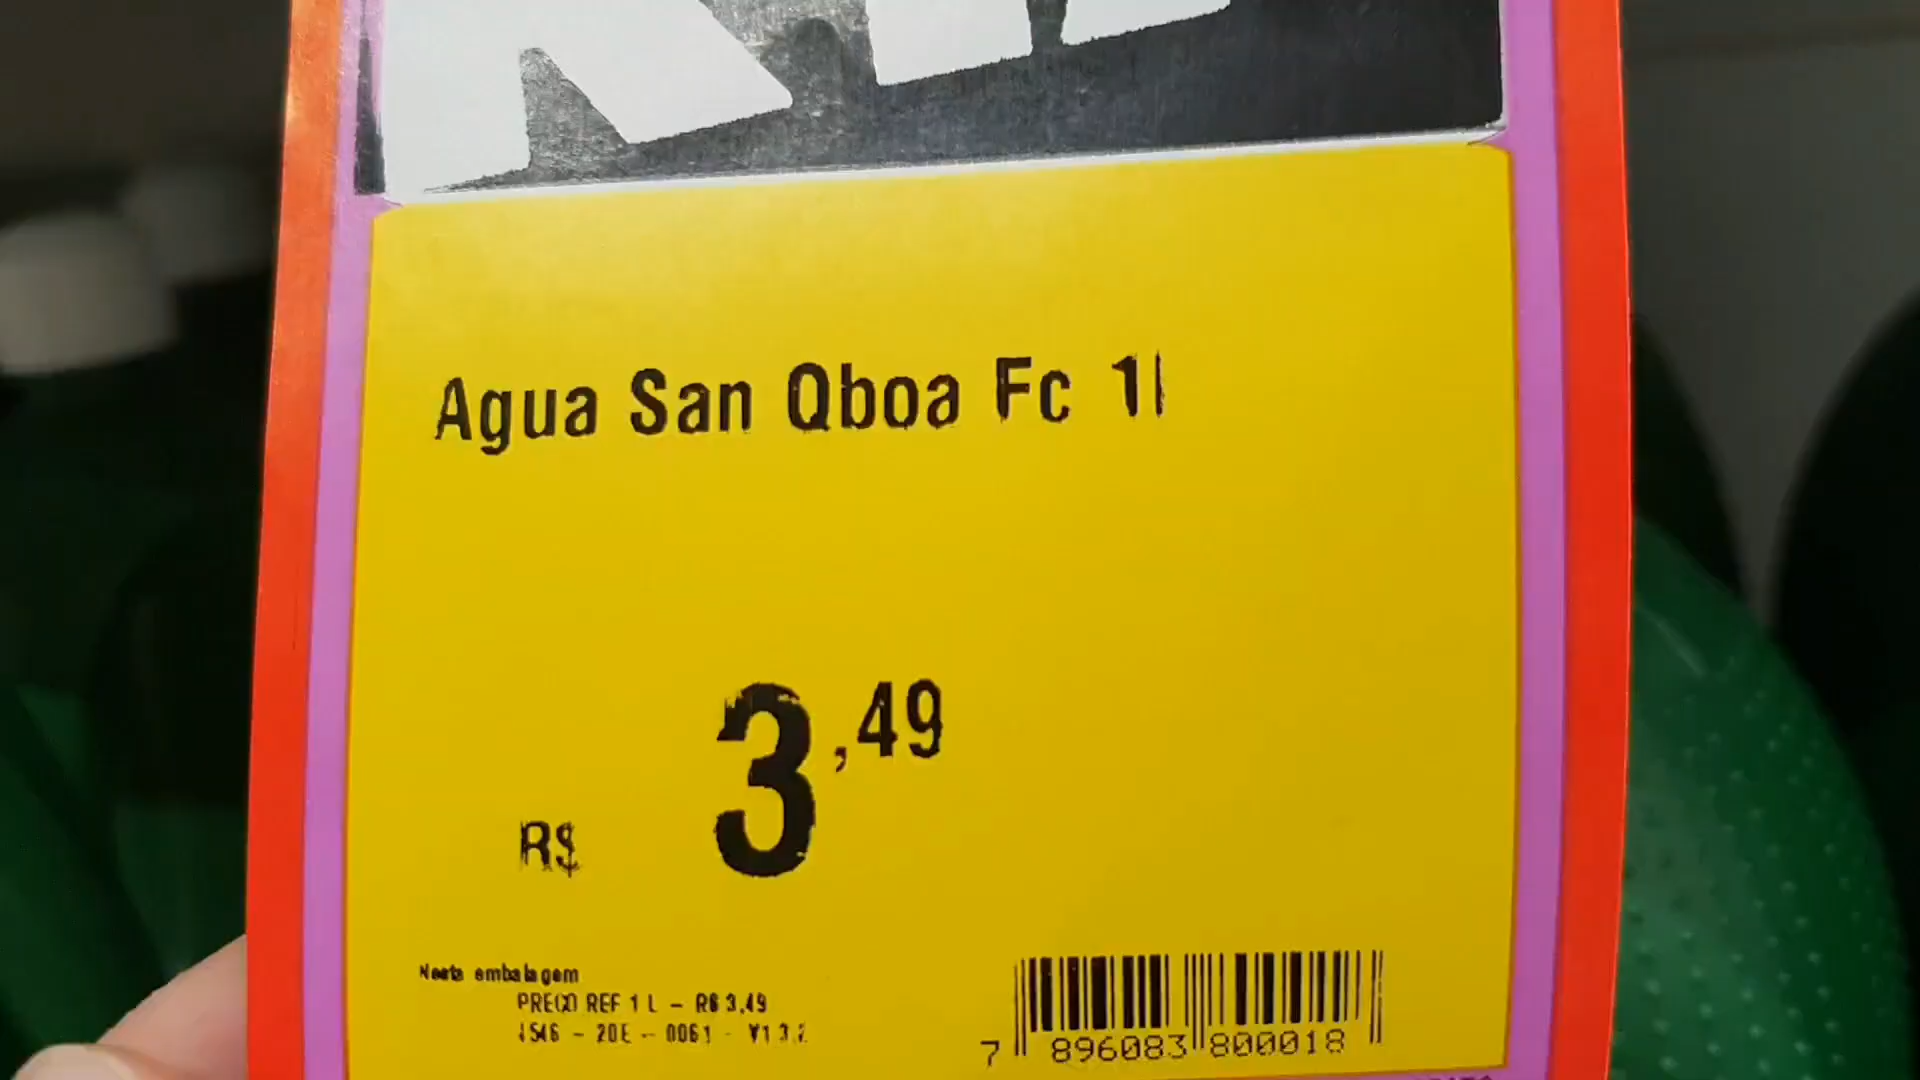 Agua San Qboa Fc 1l
3,49
R$
Nesta embalagem
PREÇO REF 1 L - R$ 3,49
7 896083 800018